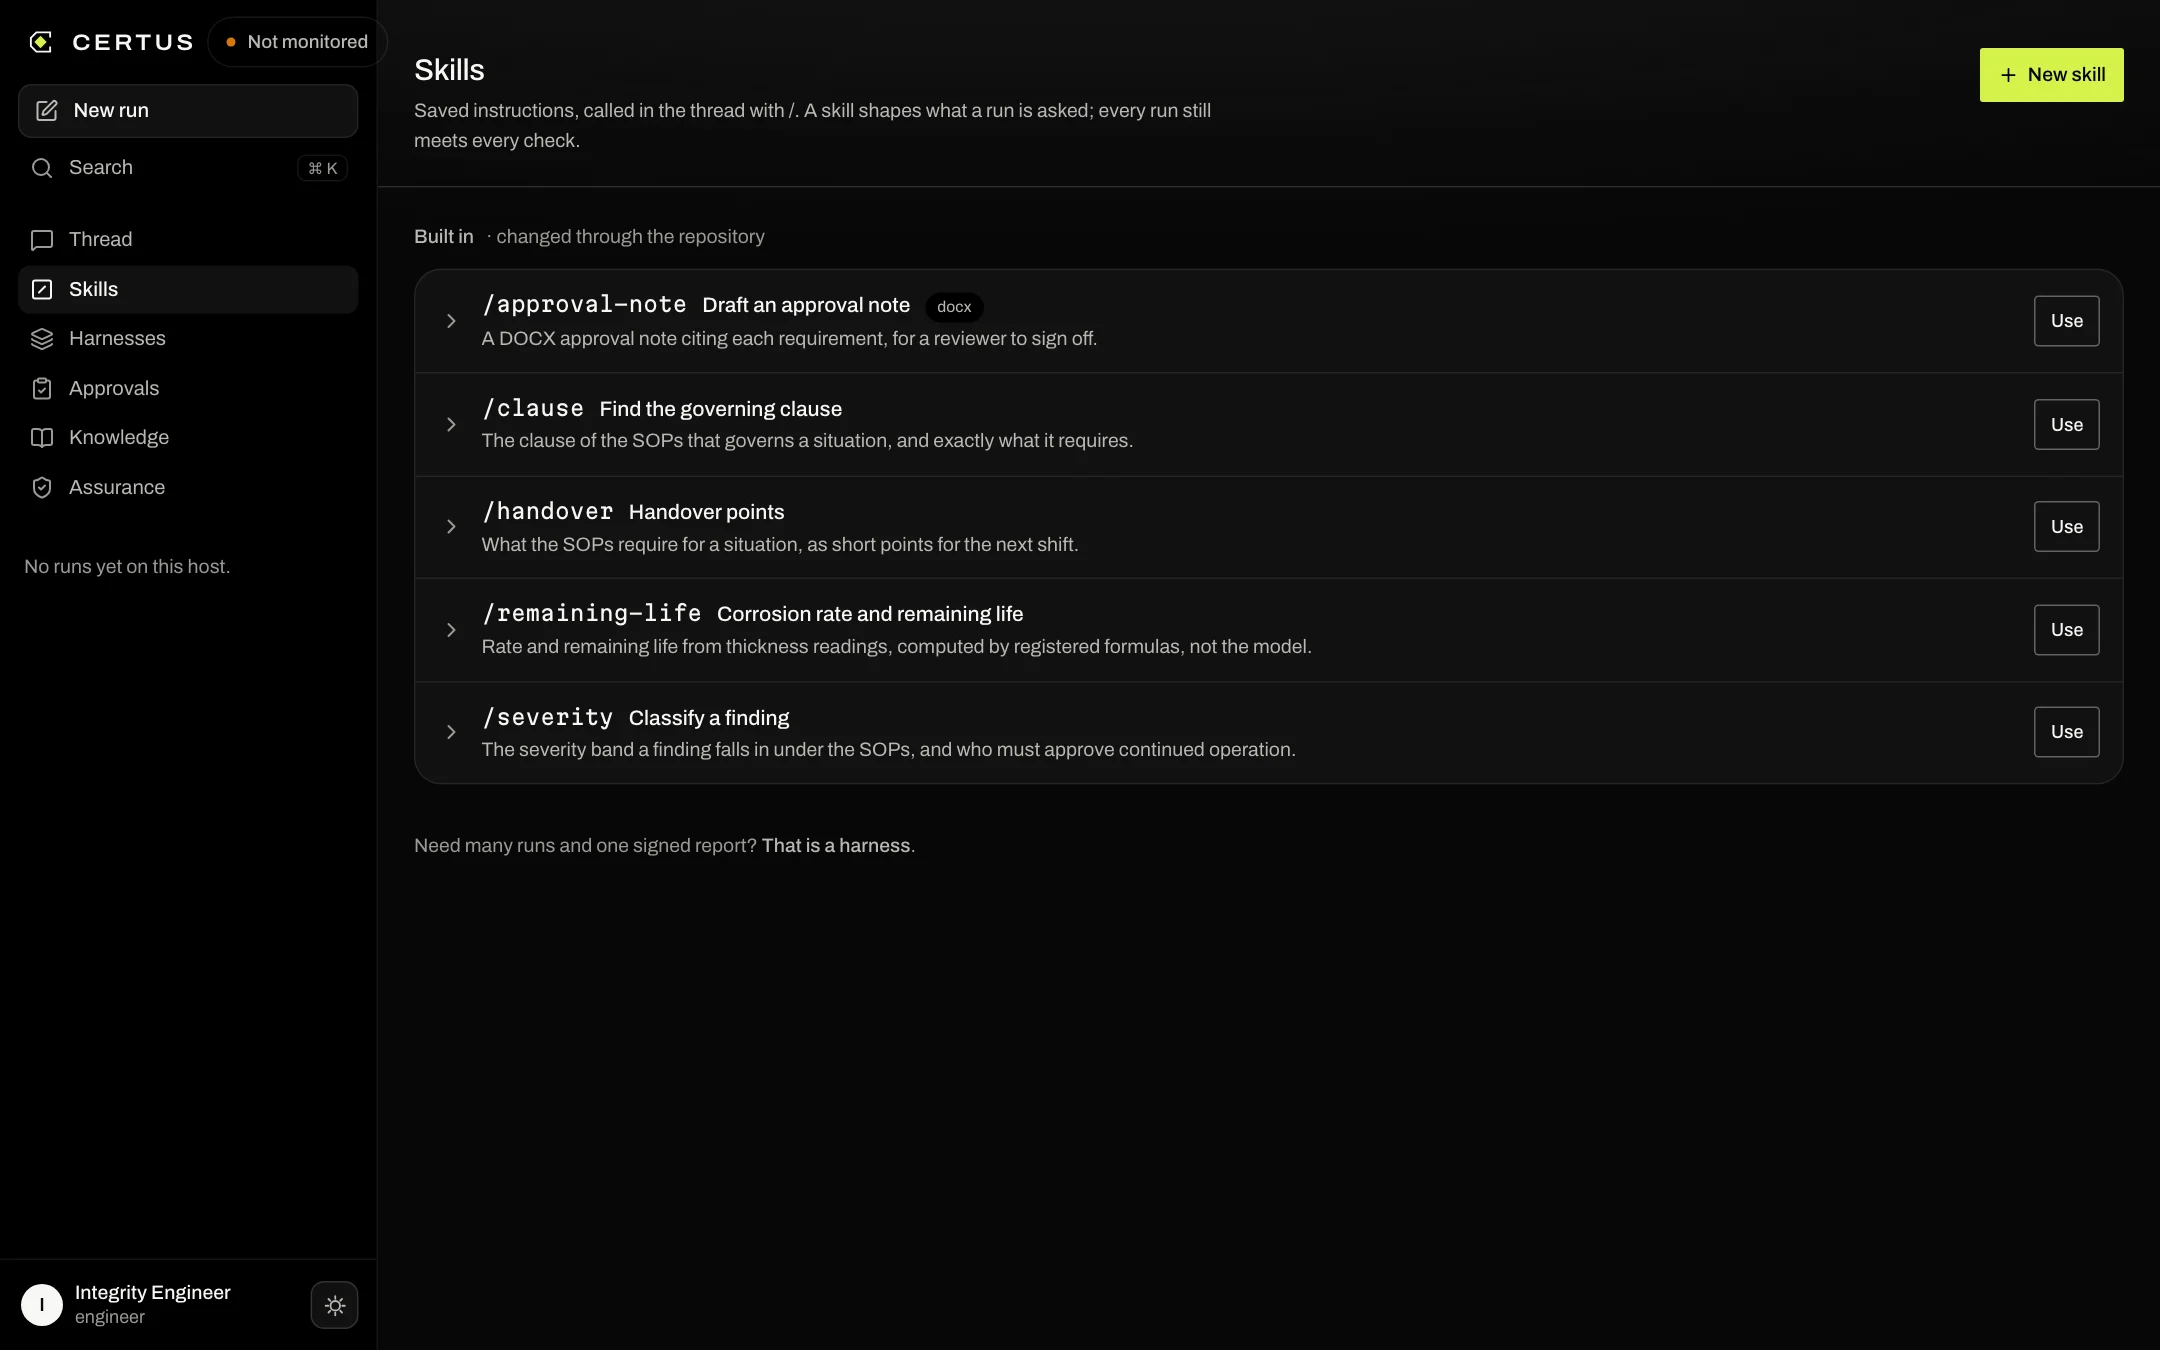 CERTUS
Not monitored
New run
Search
⌘ K
Thread
Skills
Harnesses
Approvals
Knowledge
Assurance
No runs yet on this host.
I
Integrity Engineer
engineer
Skills
Saved instructions, called in the thread with /. A skill shapes what a run is asked; every run still
meets every check.
+ New skill
Built in · changed through the repository
/approval-note Draft an approval note docx
A DOCX approval note citing each requirement, for a reviewer to sign off.
Use
/clause Find the governing clause
The clause of the SOPs that governs a situation, and exactly what it requires.
Use
/handover Handover points
What the SOPs require for a situation, as short points for the next shift.
Use
/remaining-life Corrosion rate and remaining life
Rate and remaining life from thickness readings, computed by registered formulas, not the model.
Use
/severity Classify a finding
The severity band a finding falls in under the SOPs, and who must approve continued operation.
Use
Need many runs and one signed report? That is a harness.